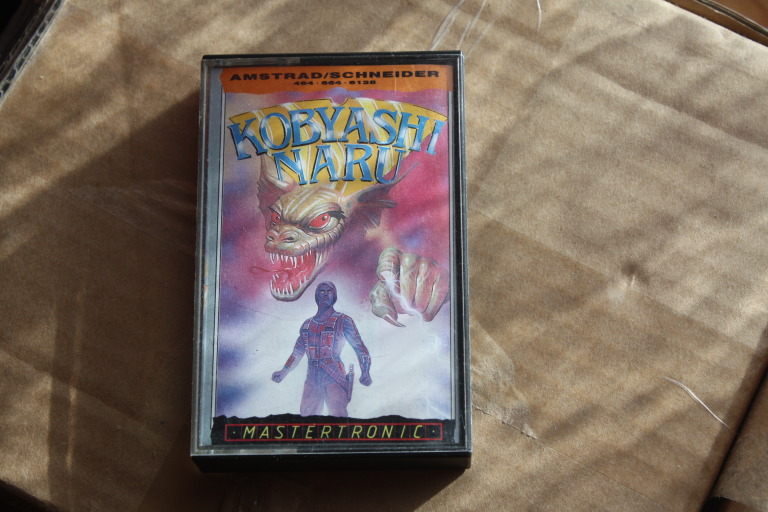 AMSTRAD/SCHNEIDER
464·664·6128
KOBYASHI
NARU
·MASTERTRONIC·